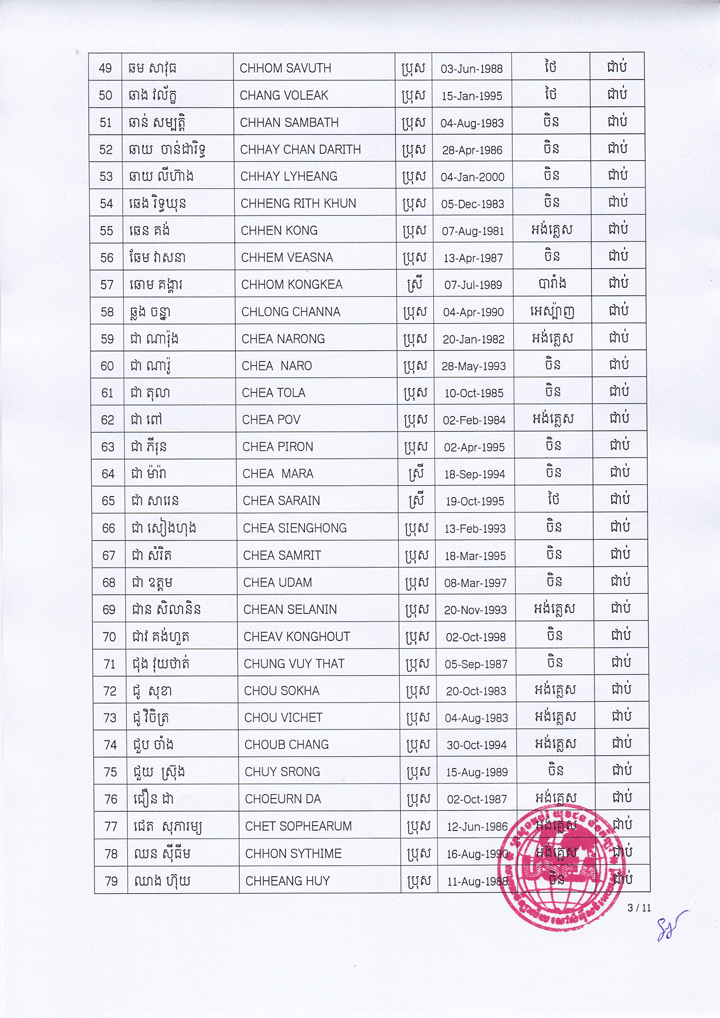 49 ឆម សាវុធ CHHOM SAVUTH ប្រុស 03-Jun-1988 ថៃ ជាប់
50 ឆាង វល័ក្ខ CHANG VOLEAK ប្រុស 15-Jan-1995 ថៃ ជាប់
51 ឆាន់ សម្បត្តិ CHHAN SAMBATH ប្រុស 04-Aug-1983 ចិន ជាប់
52 ឆាយ ចាន់ដារិទ្ធ CHHAY CHAN DARITH ប្រុស 28-Apr-1986 ចិន ជាប់
53 ឆាយ លីហ៊ាង CHHAY LYHEANG ប្រុស 04-Jan-2000 ចិន ជាប់
54 ឆេង រិទ្ធឃុន CHHENG RITH KHUN ប្រុស 05-Dec-1983 ចិន ជាប់
55 ឆេន គង់ CHHEN KONG ប្រុស 07-Aug-1981 អង់គ្លេស ជាប់
56 ឆែម វាសនា CHHEM VEASNA ប្រុស 13-Apr-1987 ចិន ជាប់
57 ឆោម គង្គារ CHHOM KONGKEA ស្រី 07-Jul-1989 បារាំង ជាប់
58 ឆ្លង ចន្នា CHLONG CHANNA ប្រុស 04-Apr-1990 អេស្ប៉ាញ ជាប់
59 ជា ណារ៉ុង CHEA NARONG ប្រុស 20-Jan-1982 អង់គ្លេស ជាប់
60 ជា ណារ៉ូ CHEA NARO ប្រុស 28-May-1993 ចិន ជាប់
61 ជា តុលា CHEA TOLA ប្រុស 10-Oct-1985 ចិន ជាប់
62 ជា ពៅ CHEA POV ប្រុស 02-Feb-1984 អង់គ្លេស ជាប់
63 ជា ភីរុន CHEA PIRON ប្រុស 02-Apr-1995 ចិន ជាប់
64 ជា ម៉ារ៉ា CHEA MARA ស្រី 18-Sep-1994 ចិន ជាប់
65 ជា សារេន CHEA SARAIN ស្រី 19-Oct-1995 ថៃ ជាប់
66 ជា សៀងហុង CHEA SIENGHONG ប្រុស 13-Feb-1993 ចិន ជាប់
67 ជា សំរិត CHEA SAMRIT ប្រុស 18-Mar-1995 ចិន ជាប់
68 ជា ឧត្តម CHEA UDAM ប្រុស 08-Mar-1997 ចិន ជាប់
69 ជាន សិលានិន CHEAN SELANIN ប្រុស 20-Nov-1993 អង់គ្លេស ជាប់
70 ជាវ គង់ហួត CHEAV KONGHOUT ប្រុស 02-Oct-1998 ចិន ជាប់
71 ជុង វុយថាត់ CHUNG VUY THAT ប្រុស 05-Sep-1987 ចិន ជាប់
72 ជូ សុខា CHOU SOKHA ប្រុស 20-Oct-1983 អង់គ្លេស ជាប់
73 ជូ វិចិត្រ CHOU VICHET ប្រុស 04-Aug-1983 អង់គ្លេស ជាប់
74 ជួប ចាំង CHOUB CHANG ប្រុស 30-Oct-1994 អង់គ្លេស ជាប់
75 ជួយ ស្រ៊ុង CHUY SRONG ប្រុស 15-Aug-1989 ចិន ជាប់
76 ជឿន ដា CHOEURN DA ប្រុស 02-Oct-1987 អង់គ្លេស ជាប់
77 ជេត សុភារម្យ CHET SOPHEARUM ប្រុស 12-Jun-1986 អង់គ្លេស ជាប់
78 ឈន ស៊ីធីម CHHON SYTHIME ប្រុស 16-Aug-1990 អង់គ្លេស ជាប់
79 ឈាង ហ៊ុយ CHHEANG HUY ប្រុស 11-Aug-1988 ចិន ជាប់
3 / 11